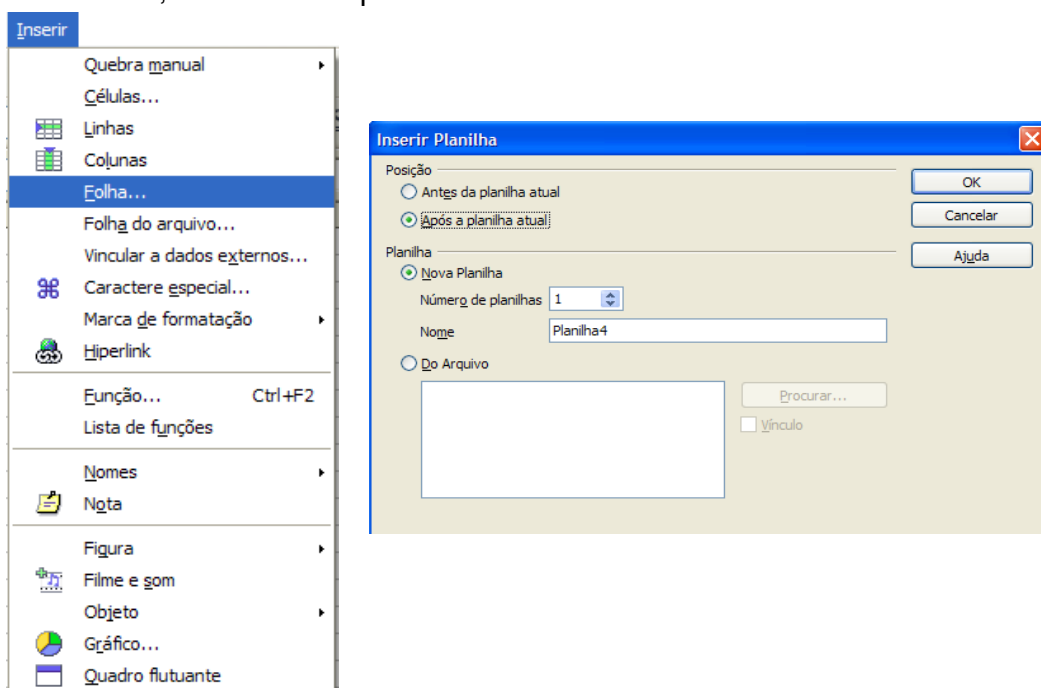 Inserir
Quebra manual
Células...
Linhas
Colunas
Folha...
Folha do arquivo...
Vincular a dados externos...
Caractere especial...
Marca de formatação
Hiperlink
Função... Ctrl+F2
Lista de funções
Nomes
Nota
Figura
Filme e som
Objeto
Gráfico...
Quadro flutuante
Inserir Planilha
Posição
Antes da planilha atual
Após a planilha atual
OK
Cancelar
Ajuda
Planilha
Nova Planilha
Número de planilhas 1
Nome Planilha4
Do Arquivo
Procurar...
Vínculo